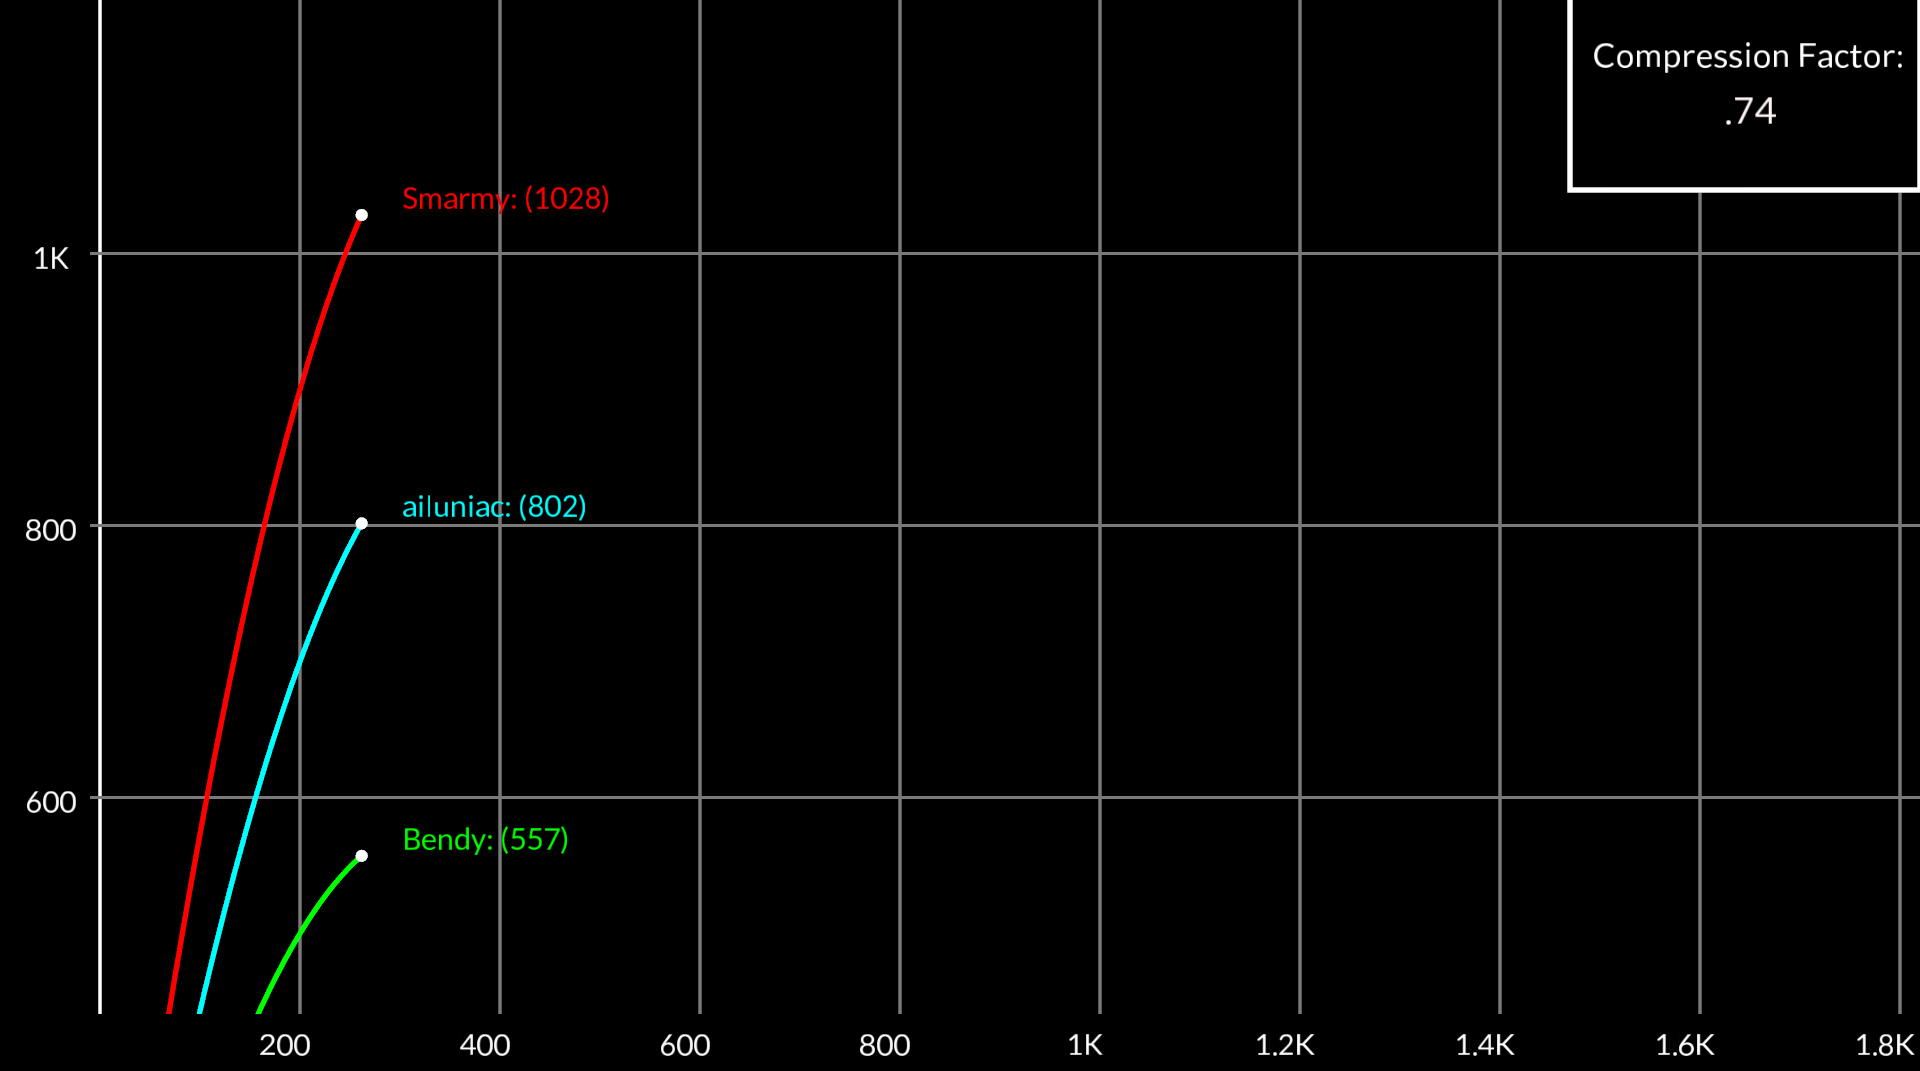 Compression Factor:
.74
Smarmy: (1028)
1K
ailuniac: (802)
800
600
Bendy: (557)
200 400 600 800 1K 1.2K 1.4K 1.6K 1.8K